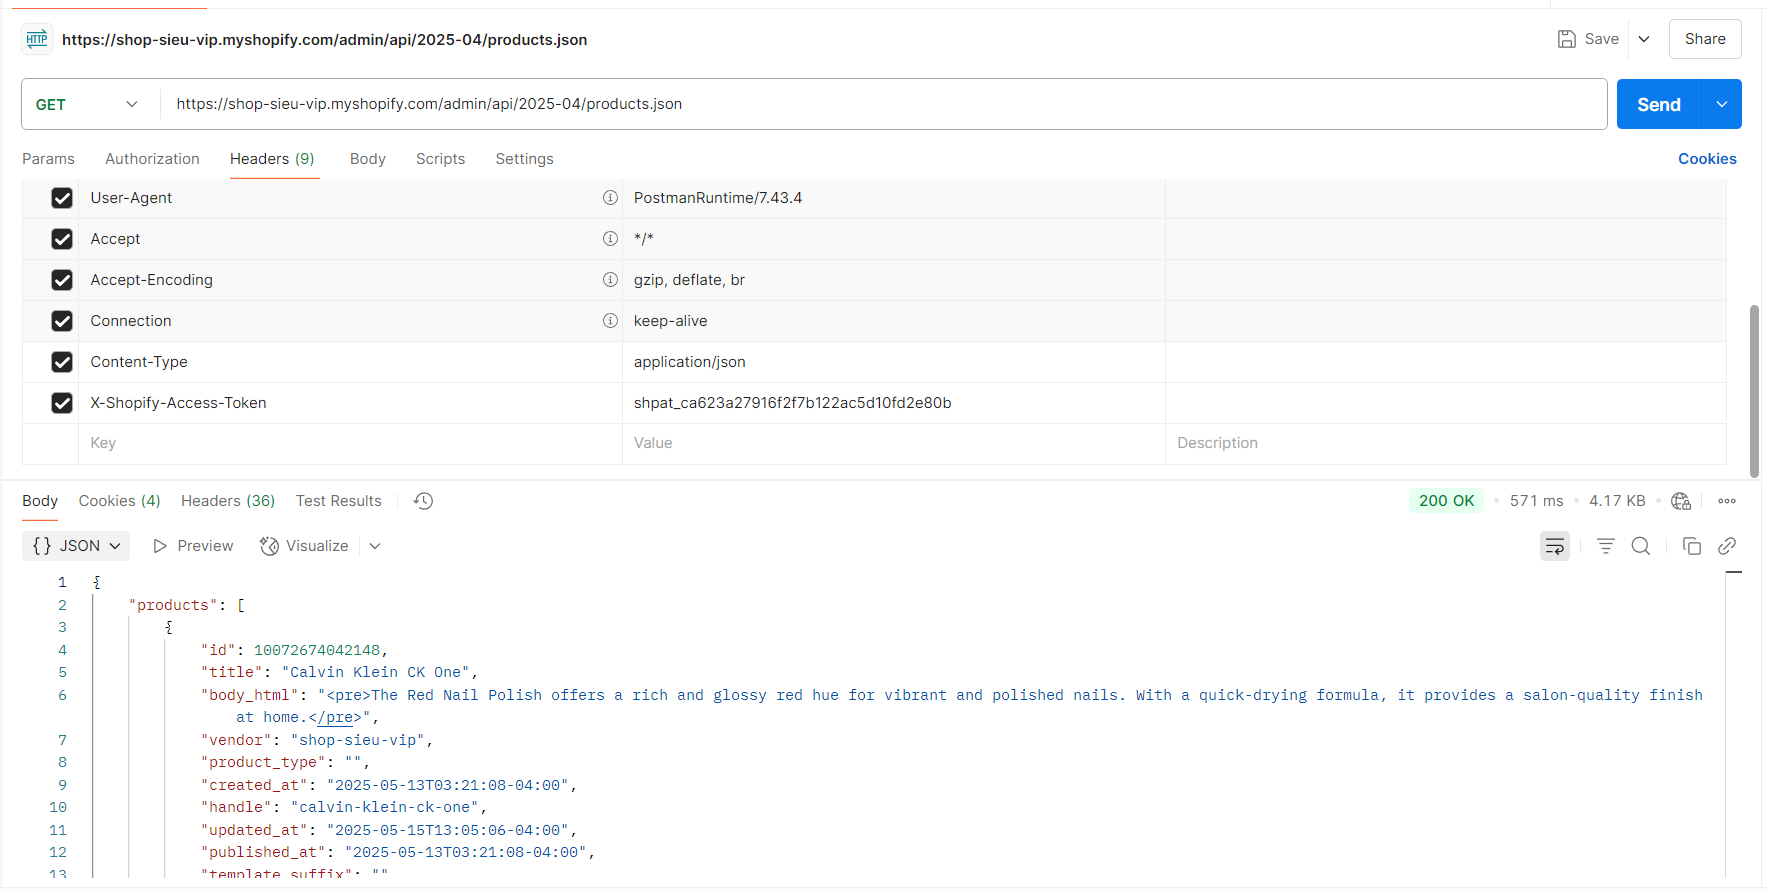 HTTP https://shop-sieu-vip.myshopify.com/admin/api/2025-04/products.json Save Share
GET https://shop-sieu-vip.myshopify.com/admin/api/2025-04/products.json Send
Params Authorization Headers (9) Body Scripts Settings Cookies
User-Agent PostmanRuntime/7.43.4
Accept */*
Accept-Encoding gzip, deflate, br
Connection keep-alive
Content-Type application/json
X-Shopify-Access-Token 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
Key Value Description
Body Cookies (4) Headers (36) Test Results 200 OK • 571 ms • 4.17 KB •
{} JSON Preview Visualize
1 {
2 "products": [
3 {
4 "id": 10072674042148,
5 "title": "Calvin Klein CK One",
6 "body_html": "<pre>The Red Nail Polish offers a rich and glossy red hue for vibrant and polished nails. With a quick-drying formula, it provides a salon-quality finish
at home.</pre>",
7 "vendor": "shop-sieu-vip",
8 "product_type": "",
9 "created_at": "2025-05-13T03:21:08-04:00",
10 "handle": "calvin-klein-ck-one",
11 "updated_at": "2025-05-15T13:05:06-04:00",
12 "published_at": "2025-05-13T03:21:08-04:00",
13 "template_suffix": ""